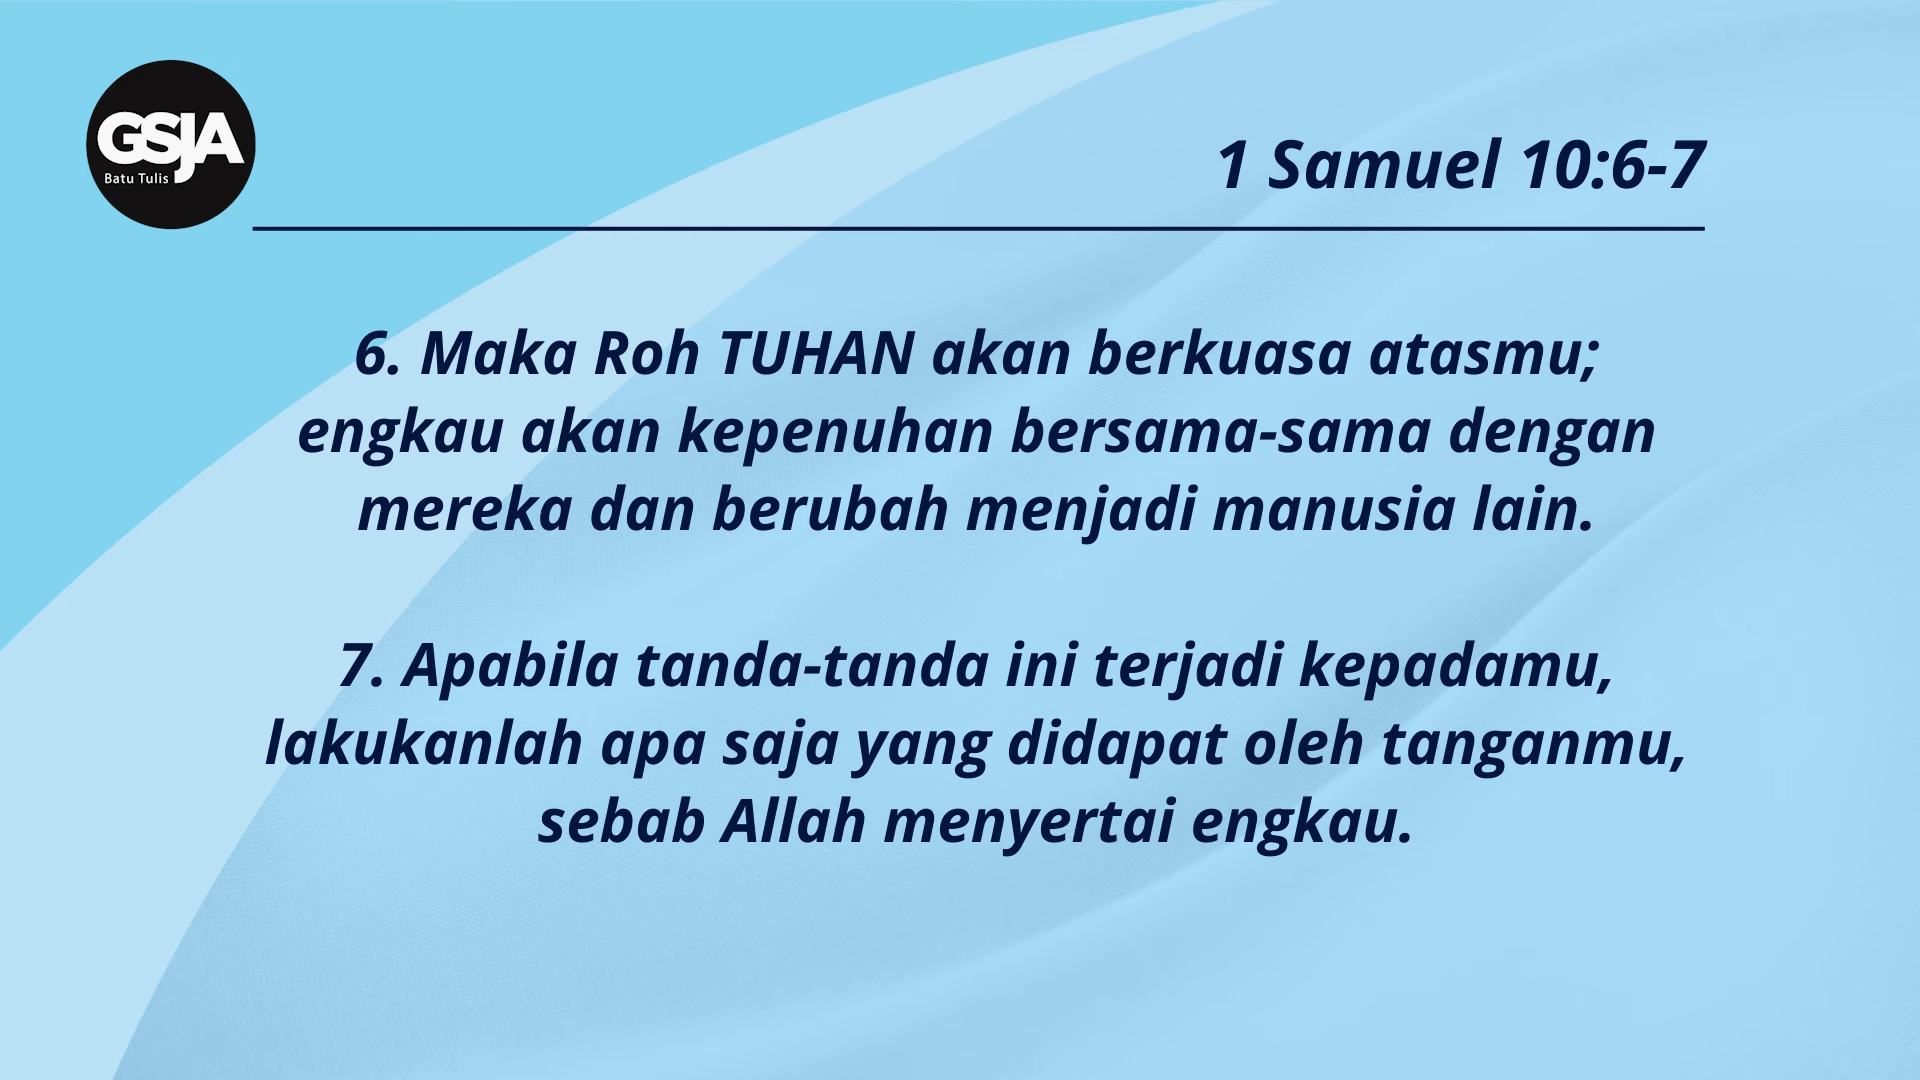 GSJA
Batu Tulis
1 Samuel 10:6-7
6. Maka Roh TUHAN akan berkuasa atasmu;
engkau akan kepenuhan bersama-sama dengan
mereka dan berubah menjadi manusia lain.
7. Apabila tanda-tanda ini terjadi kepadamu,
lakukanlah apa saja yang didapat oleh tanganmu,
sebab Allah menyertai engkau.